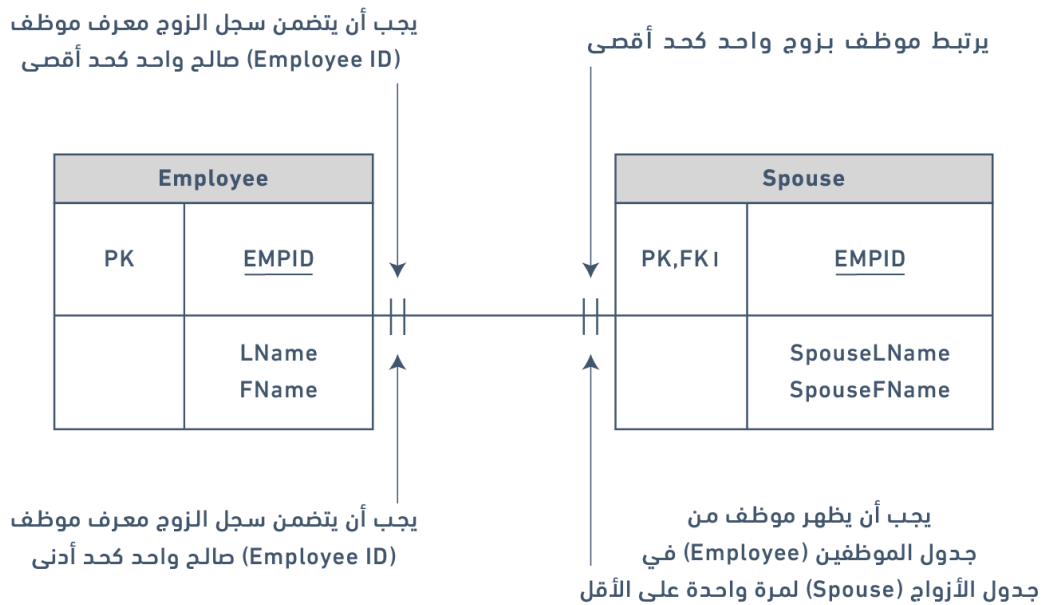 يجب أن يتضمن سجل الزوج معرف موظف
(Employee ID) صالح واحد كحد أقصى
يرتبط موظف بزوج واحد كحد أقصى
Employee
PK
EMPID
LName
FName
Spouse
PK,FK1
EMPID
SpouseLName
SpouseFName
يجب أن يتضمن سجل الزوج معرف موظف
(Employee ID) صالح واحد كحد أدنى
يجب أن يظهر موظف من
جدول الموظفين (Employee) في
جدول الأزواج (Spouse) لمرة واحدة على الأقل